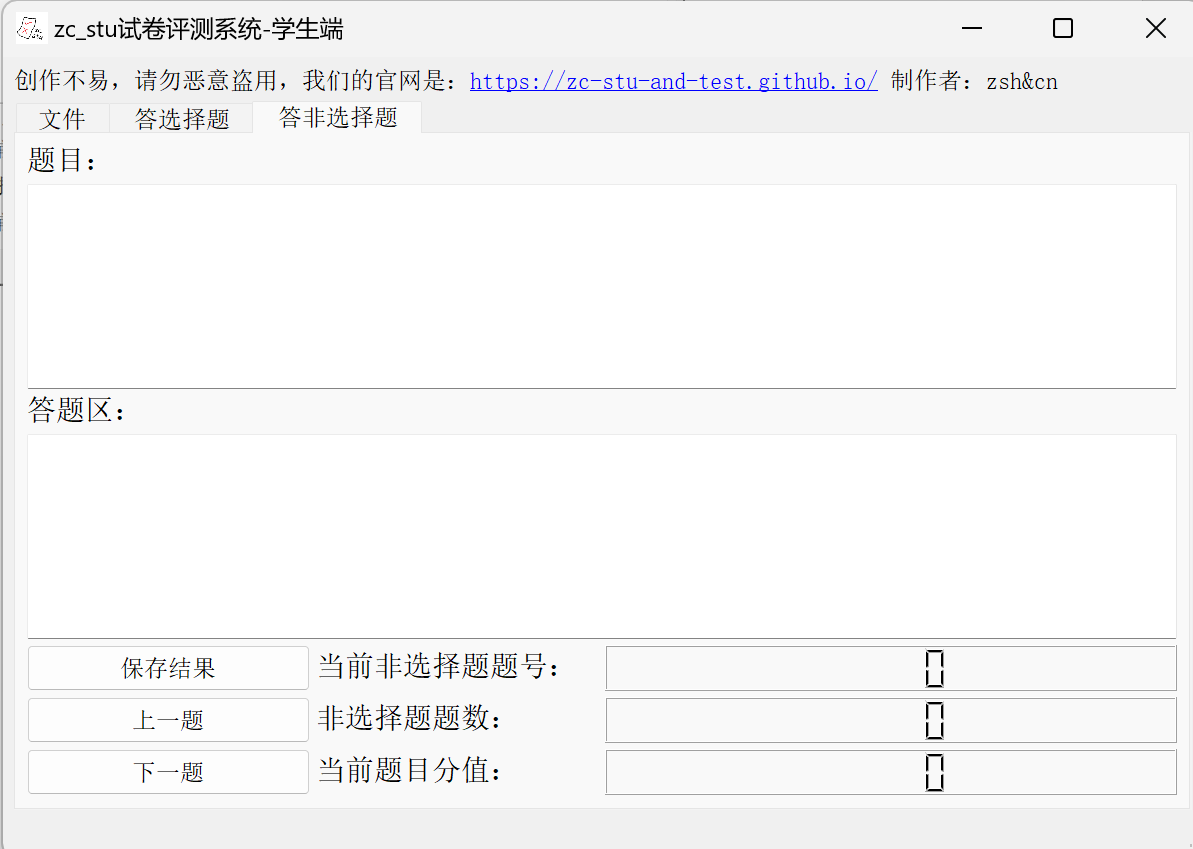 zc_stu试卷评测系统-学生端
创作不易，请勿恶意盗用，我们的官网是：https://zc-stu-and-test.github.io/ 制作者：zsh&cn
文件 答选择题 答非选择题
题目：
答题区：
保存结果 当前非选择题题号： 0
上一题 非选择题题数： 0
下一题 当前题目分值： 0